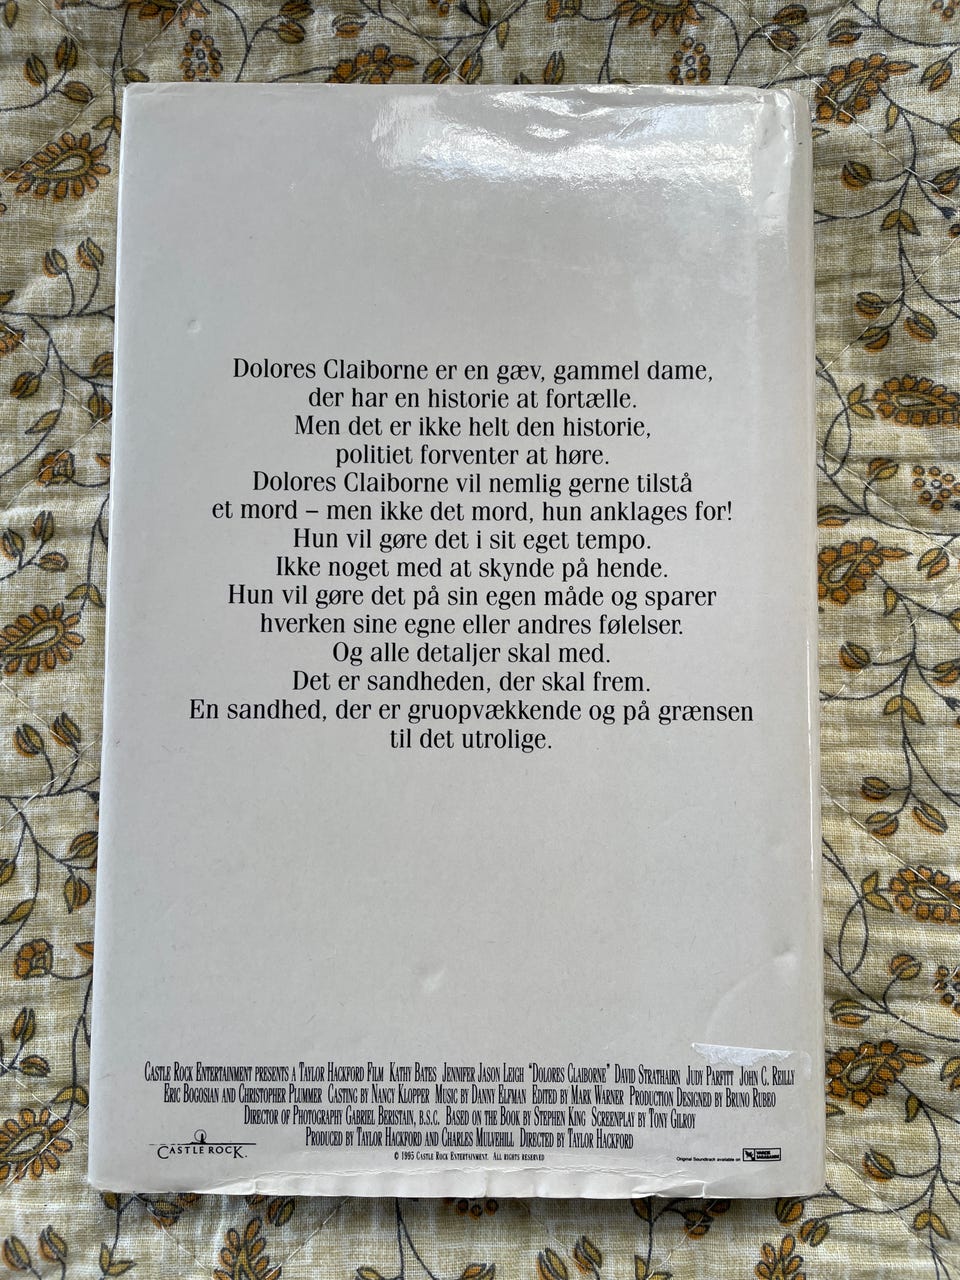 Dolores Claiborne er en gæv, gammel dame,
der har en historie at fortælle.
Men det er ikke helt den historie,
politiet forventer at høre.
Dolores Claiborne vil nemlig gerne tilstå
et mord – men ikke det mord, hun anklages for!
Hun vil gøre det i sit eget tempo.
Ikke noget med at skynde på hende.
Hun vil gøre det på sin egen måde og sparer
hverken sine egne eller andres følelser.
Og alle detaljer skal med.
Det er sandheden, der skal frem.
En sandhed, der er gruopvækkende og på grænsen
til det utrolige.
CASTLE ROCK ENTERTAINMENT PRESENTS A TAYLOR HACKFORD FILM KATHY BATES JENNIFER JASON LEIGH "DOLORES CLAIBORNE" DAVID STRATHAIRN JUDY PARFITT JOHN C. REILLY
ERIC BOGOSIAN AND CHRISTOPHER PLUMMER CASTING BY NANCY KLOPPER MUSIC BY DANNY ELFMAN EDITED BY MARK WARNER PRODUCTION DESIGNED BY BRUNO RUBEO
DIRECTOR OF PHOTOGRAPHY GABRIEL BERISTAIN, B.S.C. BASED ON THE BOOK BY STEPHEN KING SCREENPLAY BY TONY GILROY
PRODUCED BY TAYLOR HACKFORD AND CHARLES MULVEHILL DIRECTED BY TAYLOR HACKFORD
CASTLE ROCK.
© 1995 CASTLE ROCK ENTERTAINMENT. ALL RIGHTS RESERVED
Original Soundtrack available on